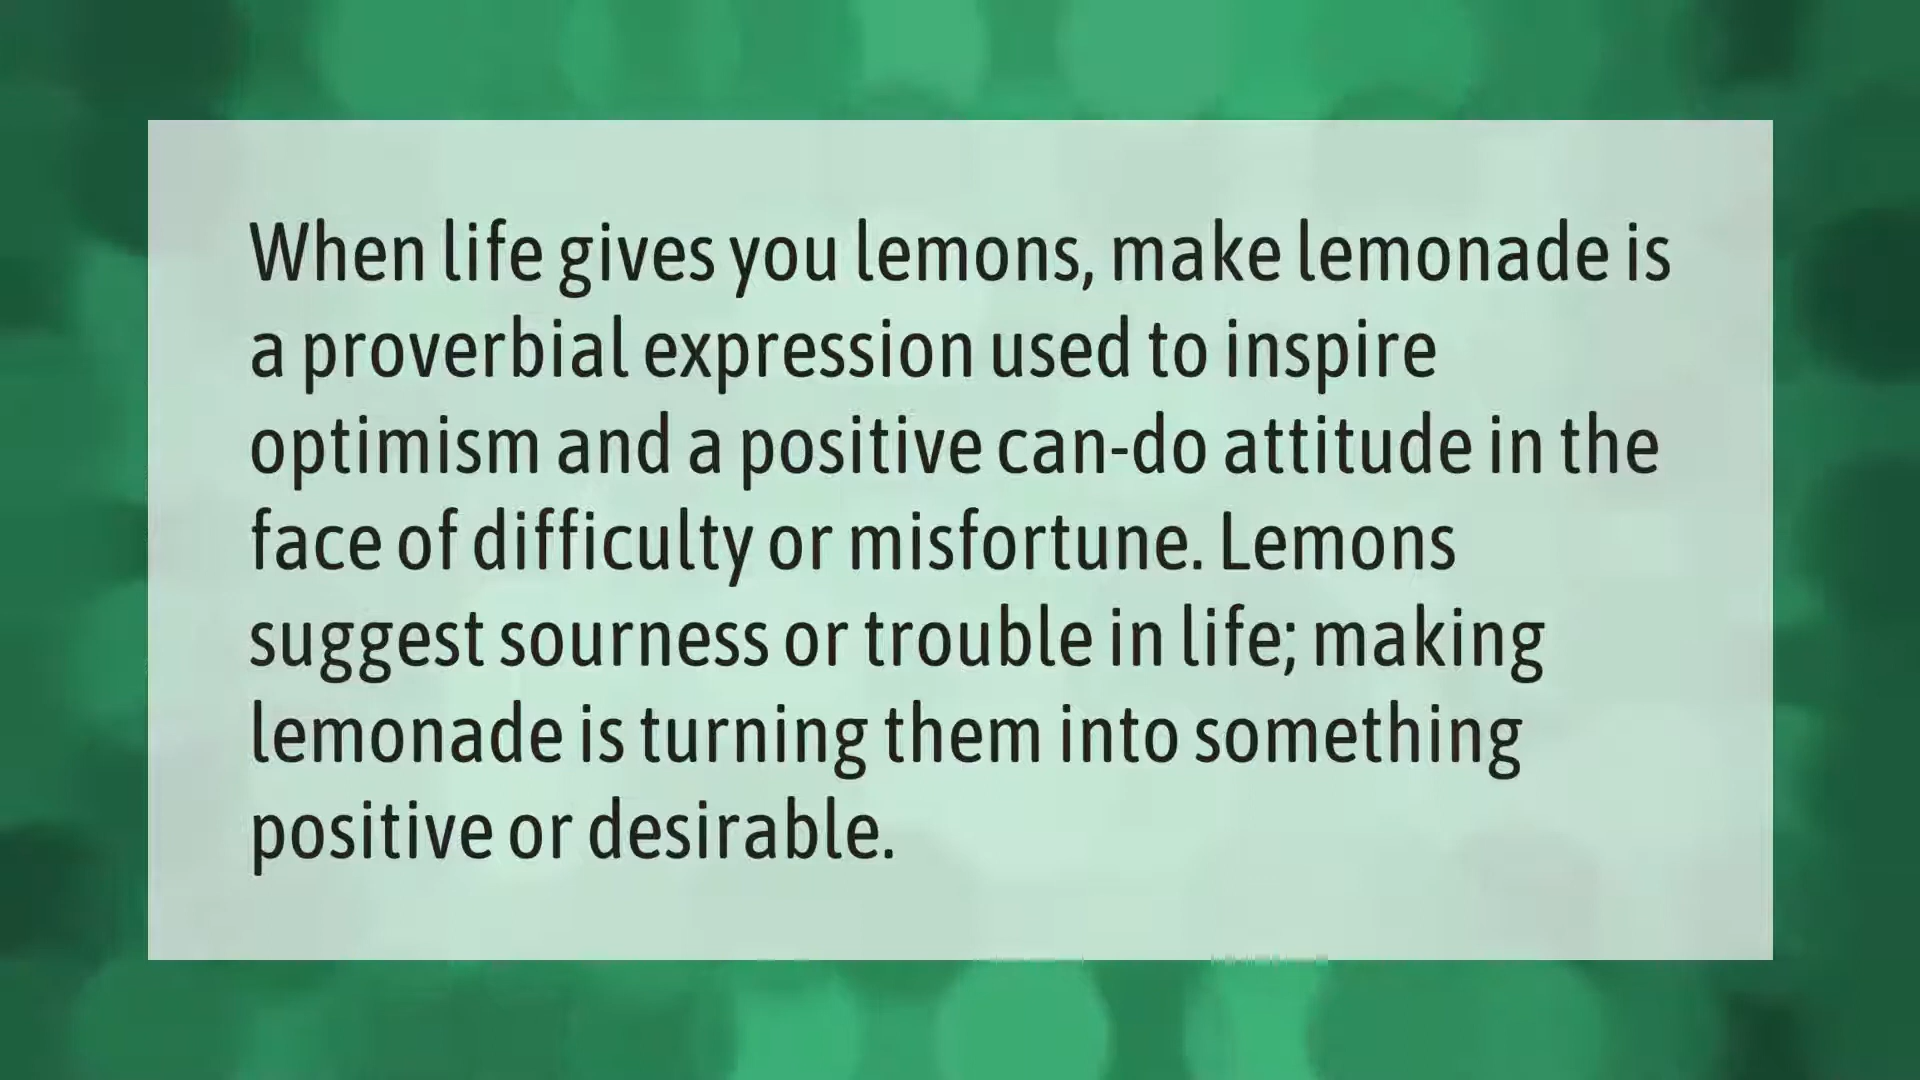 When life gives you lemons, make lemonade is
a proverbial expression used to inspire
optimism and a positive can-do attitude in the
face of difficulty or misfortune. Lemons
suggest sourness or trouble in life; making
lemonade is turning them into something
positive or desirable.